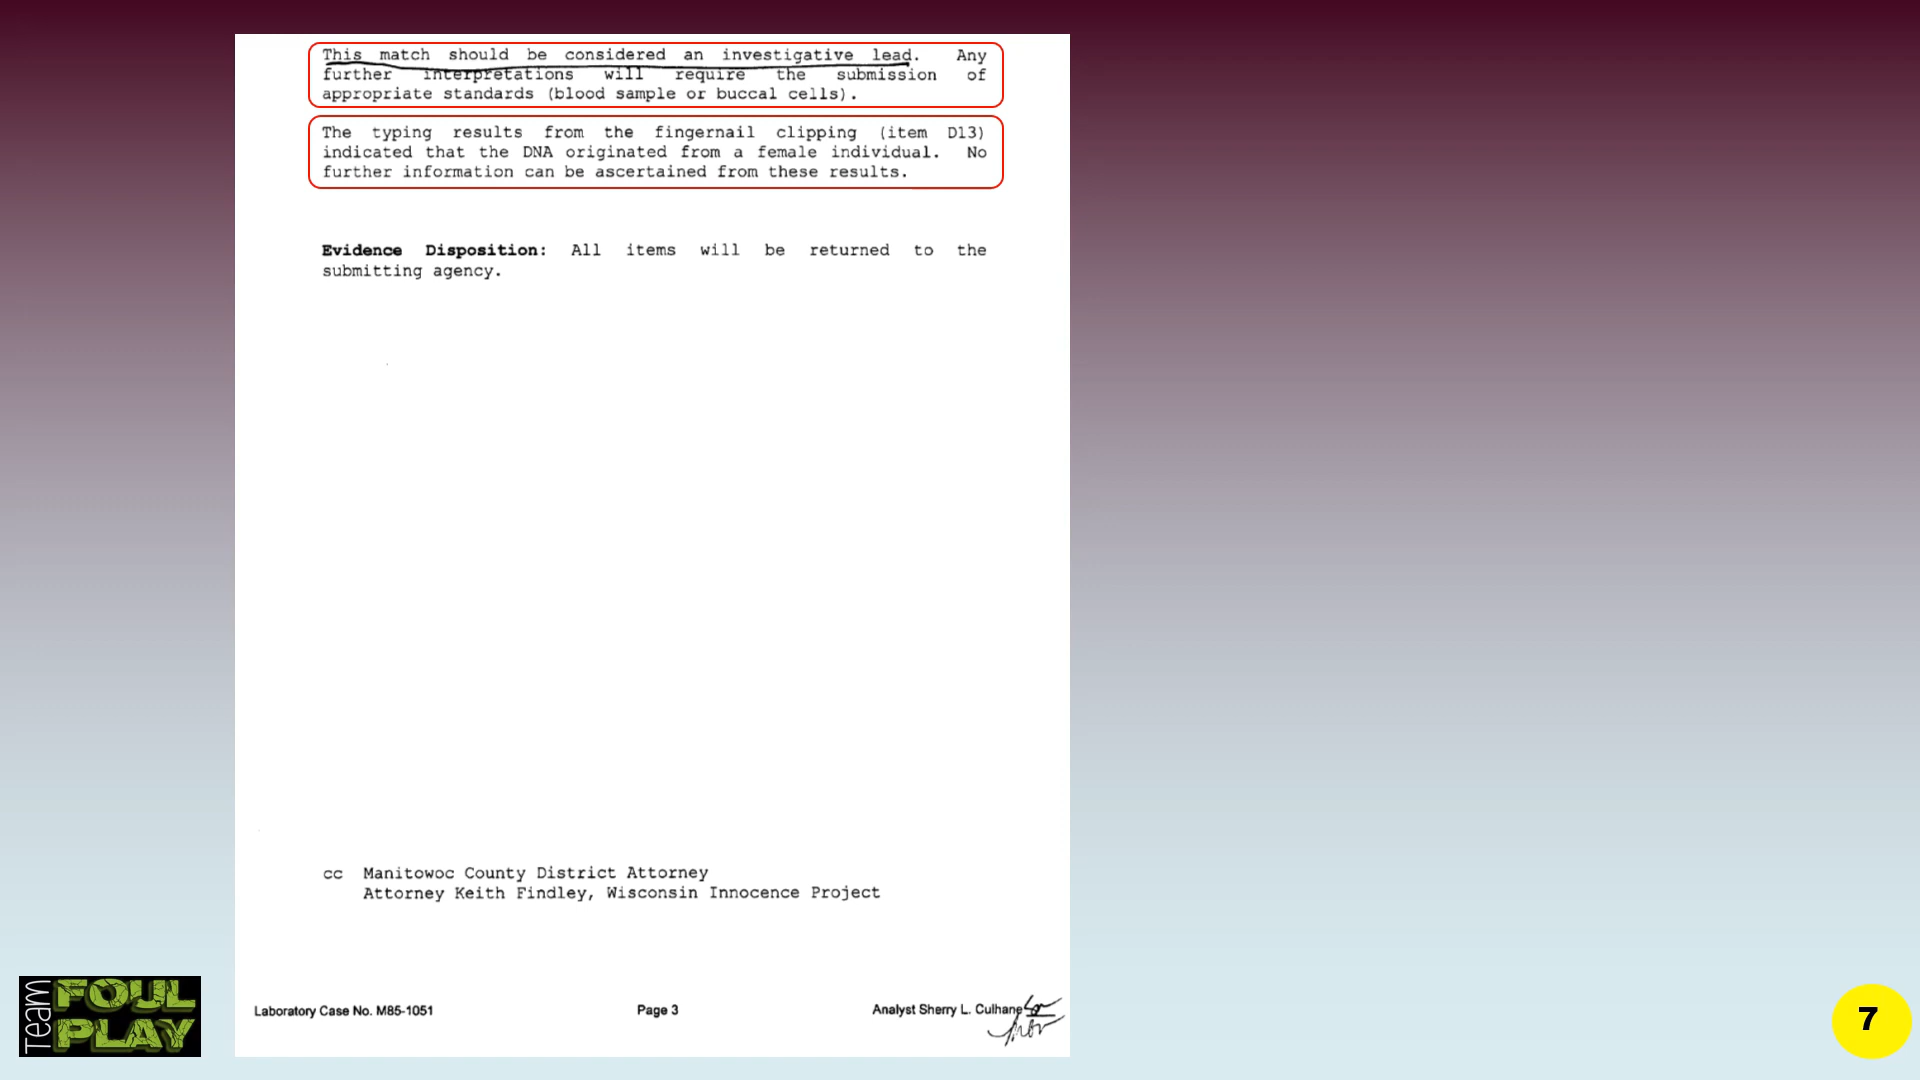 This match should be considered an investigative lead. Any
further interpretations will require the submission of
appropriate standards (blood sample or buccal cells).
The typing results from the fingernail clipping (item D13)
indicated that the DNA originated from a female individual. No
further information can be ascertained from these results.
Evidence Disposition: All items will be returned to the
submitting agency.
cc Manitowoc County District Attorney
Attorney Keith Findley, Wisconsin Innocence Project
Laboratory Case No. M85-1051
Page 3
Analyst Sherry L. Culhane
Team
FOUL
PLAY
7